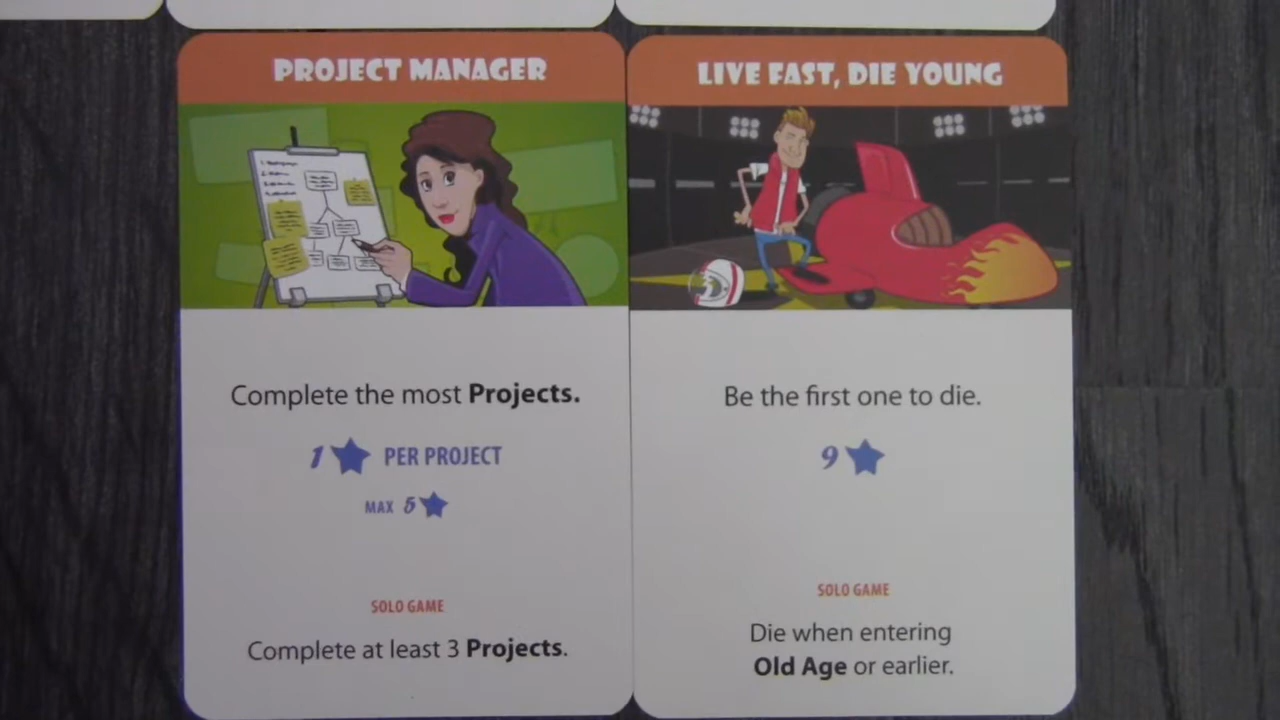 PROJECT MANAGER
Complete the most Projects.
1 PER PROJECT
MAX 5
SOLO GAME
Complete at least 3 Projects.
LIVE FAST, DIE YOUNG
Be the first one to die.
9
SOLO GAME
Die when entering
Old Age or earlier.